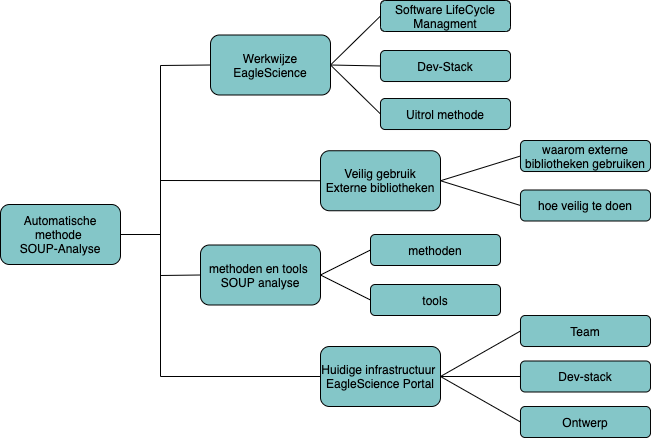 Automatische
methode
SOUP-Analyse
Werkwijze
EagleScience
Software LifeCycle
Managment
Dev-Stack
Uitrol methode
Veilig gebruik
Externe bibliotheken
waarom externe
bibliotheken gebruiken
hoe veilig te doen
methoden en tools
SOUP analyse
methoden
tools
Huidige infrastructuur
EagleScience Portal
Team
Dev-stack
Ontwerp